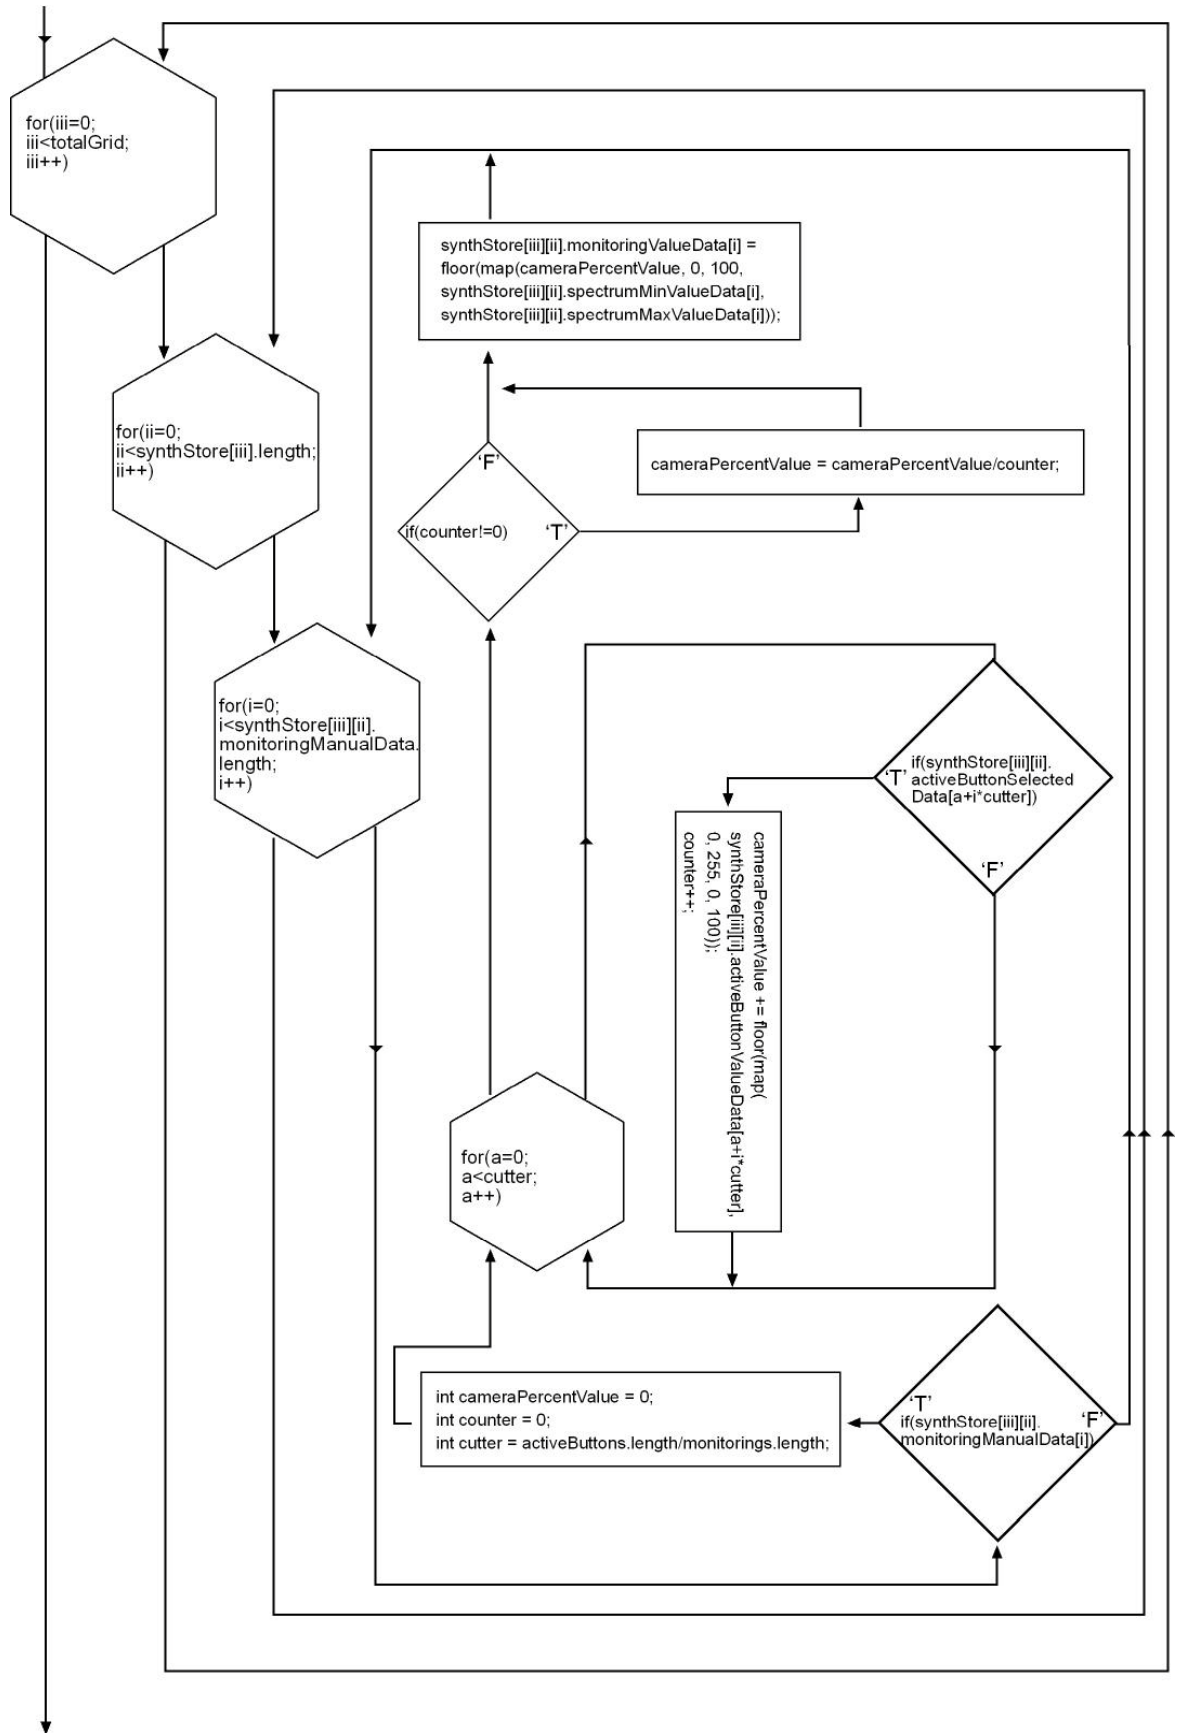 for(iii=0;
iii<totalGrid;
iii++)
synthStore[iii][ii].monitoringValueData[i] =
floor(map(cameraPercentValue, 0, 100,
synthStore[iii][ii].spectrumMinValueData[i],
synthStore[iii][ii].spectrumMaxValueData[i]));
for(ii=0;
ii<synthStore[iii].length;
ii++)
'F'
if(counter!=0)
'T'
cameraPercentValue = cameraPercentValue/counter;
for(i=0;
i<synthStore[iii][ii].
monitoringManualData.
length;
i++)
'T'
if(synthStore[iii][ii].
activeButtonSelected
Data[a+i*cutter])
'F'
cameraPercentValue += floor(map(
synthStore[iii][ii].activeButtonValueData[a+i*cutter],
0, 255, 0, 100));
counter++;
for(a=0;
a<cutter;
a++)
int cameraPercentValue = 0;
int counter = 0;
int cutter = activeButtons.length/monitorings.length;
'T'
'F'
if(synthStore[iii][ii].
monitoringManualData[i])